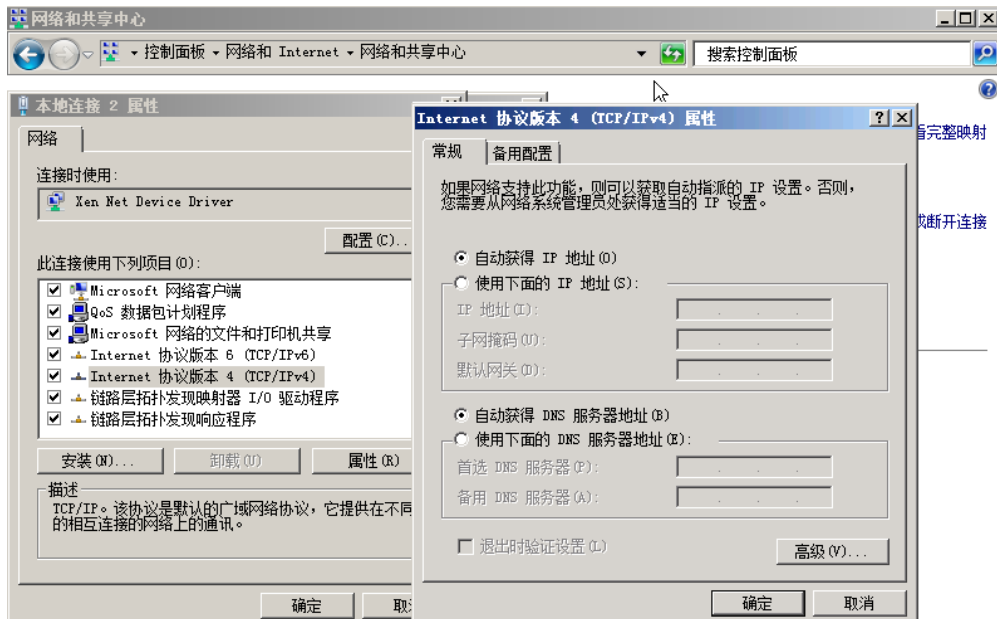 网络和共享中心
控制面板 网络和 Internet 网络和共享中心
搜索控制面板
本地连接 2 属性
网络
连接时使用:
Xen Net Device Driver
配置(C)..
此连接使用下列项目(O):
Microsoft 网络客户端
QoS 数据包计划程序
Microsoft 网络的文件和打印机共享
Internet 协议版本 6 (TCP/IPv6)
Internet 协议版本 4 (TCP/IPv4)
链路层拓扑发现映射器 I/O 驱动程序
链路层拓扑发现响应程序
安装(N)...
卸载(U)
属性(R)
描述
TCP/IP。该协议是默认的广域网络协议，它提供在不同
的相互连接的网络上的通讯。
确定
Internet 协议版本 4 (TCP/IPv4) 属性
常规
备用配置
如果网络支持此功能，则可以获取自动指派的 IP 设置。否则，
您需要从网络系统管理员处获得适当的 IP 设置。
自动获得 IP 地址(O)
使用下面的 IP 地址(S):
IP 地址(I):
子网掩码(U):
默认网关(D):
自动获得 DNS 服务器地址(B)
使用下面的 DNS 服务器地址(E):
首选 DNS 服务器(P):
备用 DNS 服务器(A):
退出时验证设置(L)
高级(V)...
确定
取消
完整映射
断开连接